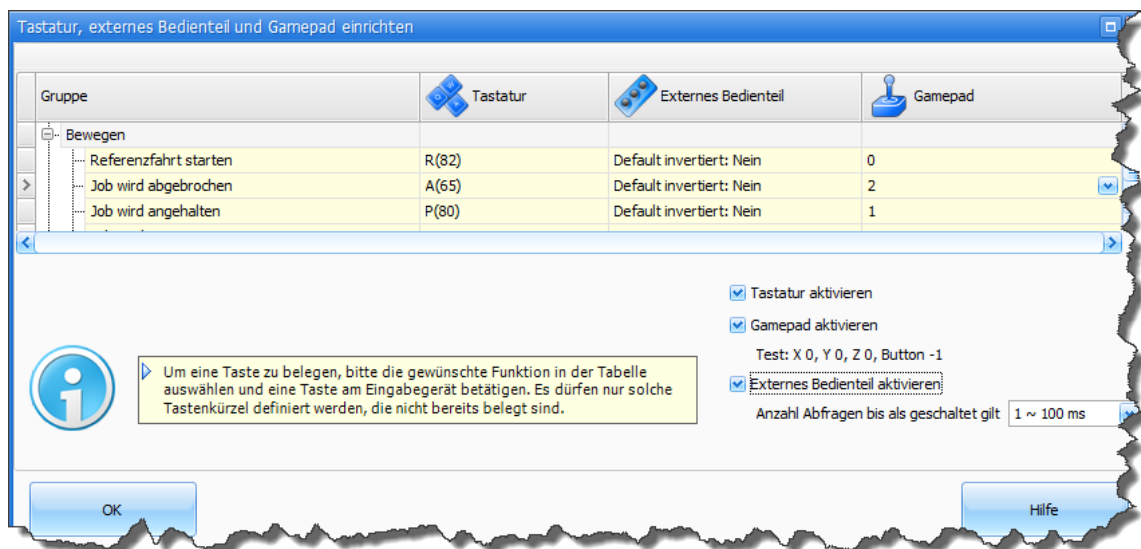 Tastatur, externes Bedienteil und Gamepad einrichten
Gruppe Tastatur Externes Bedienteil Gamepad
Bewegen
Referenzfahrt starten R(82) Default invertiert: Nein 0
Job wird abgebrochen A(65) Default invertiert: Nein 2
Job wird angehalten P(80) Default invertiert: Nein 1
Tastatur aktivieren
Gamepad aktivieren
Test: X 0, Y 0, Z 0, Button -1
Externes Bedienteil aktivieren
Anzahl Abfragen bis als geschaltet gilt 1 ~ 100 ms
Um eine Taste zu belegen, bitte die gewünschte Funktion in der Tabelle
auswählen und eine Taste am Eingabegerät betätigen. Es dürfen nur solche
Tastenkürzel definiert werden, die nicht bereits belegt sind.
OK Hilfe